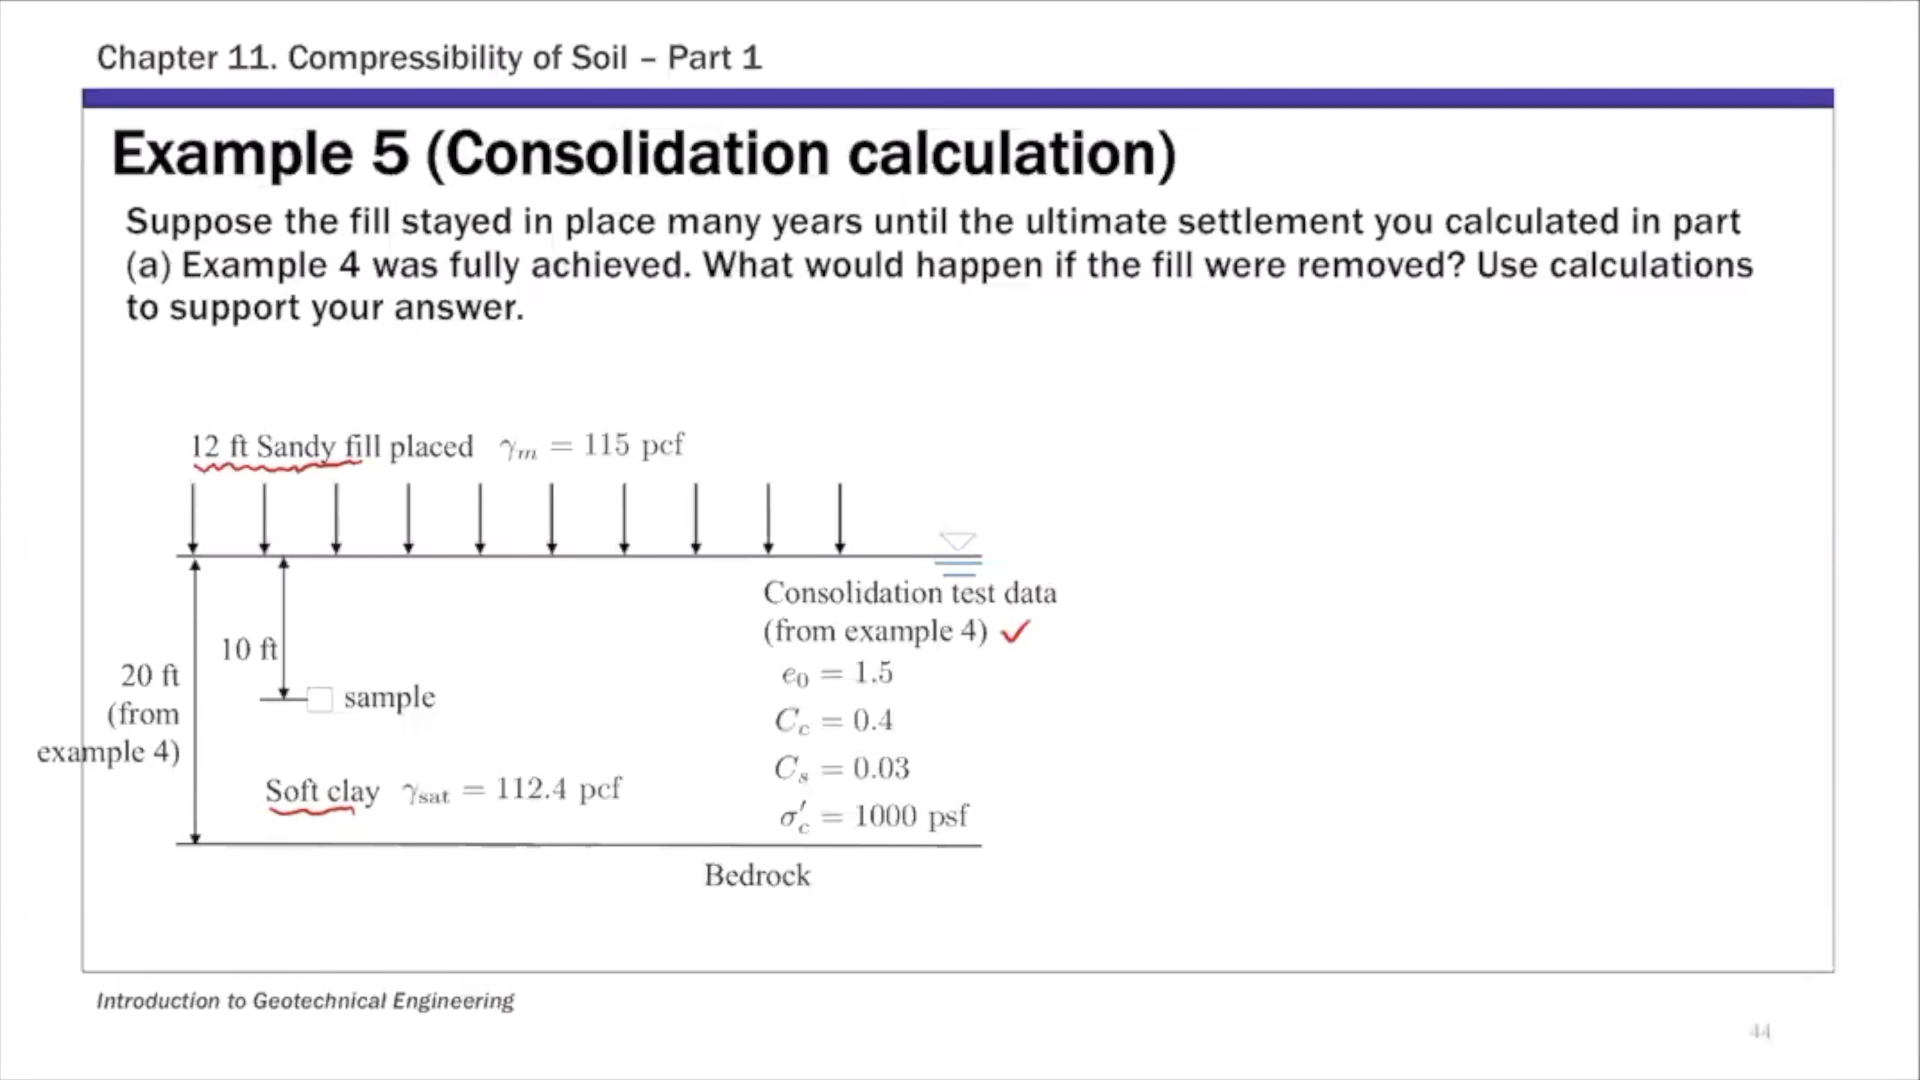 Chapter 11. Compressibility of Soil – Part 1
Example 5 (Consolidation calculation)
Suppose the fill stayed in place many years until the ultimate settlement you calculated in part
(a) Example 4 was fully achieved. What would happen if the fill were removed? Use calculations
to support your answer.
12 ft Sandy fill placed γm = 115 pcf
Consolidation test data
(from example 4) ✓
e0 = 1.5
Cc = 0.4
Cs = 0.03
σ′c = 1000 psf
10 ft
20 ft
(from
example 4)
sample
Soft clay γsat = 112.4 pcf
Bedrock
Introduction to Geotechnical Engineering
44